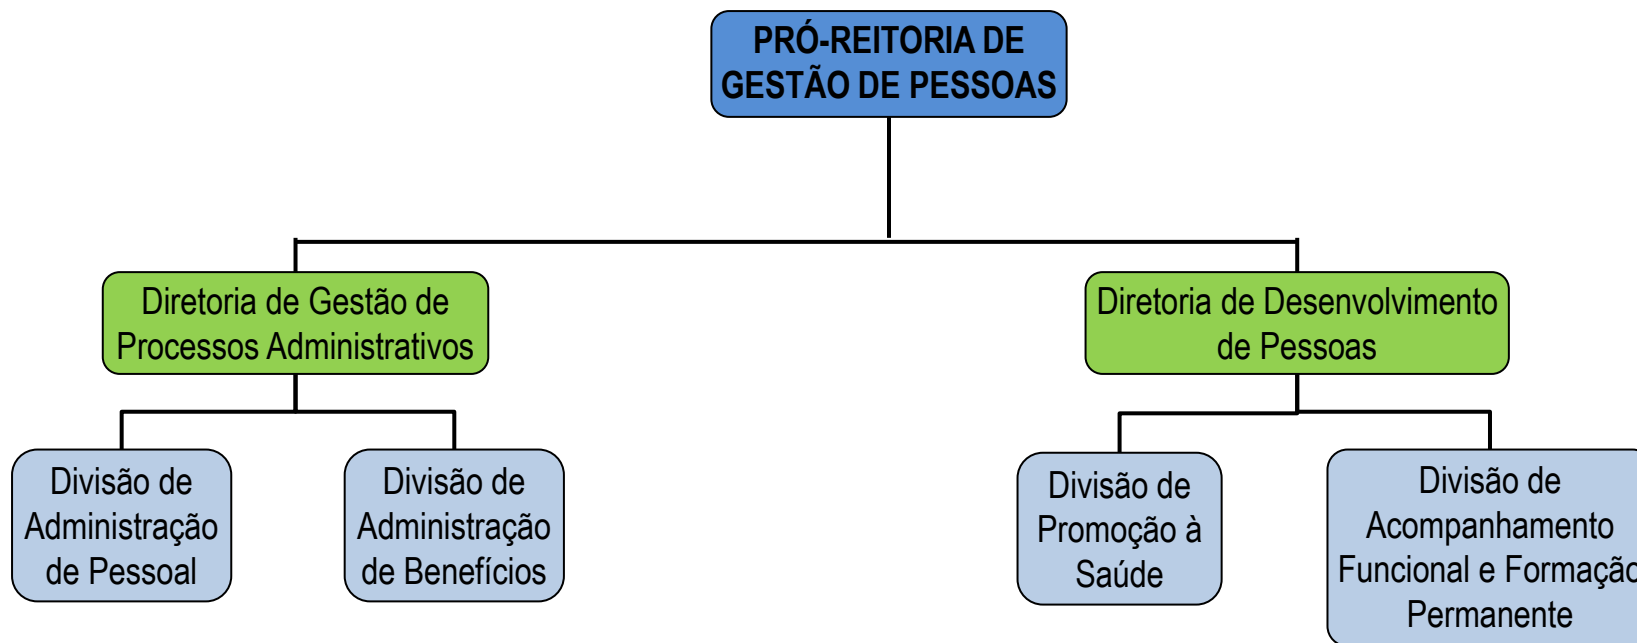 PRÓ-REITORIA DE
GESTÃO DE PESSOAS
Diretoria de Gestão de
Processos Administrativos
Diretoria de Desenvolvimento
de Pessoas
Divisão de
Administração
de Pessoal
Divisão de
Administração
de Benefícios
Divisão de
Promoção à
Saúde
Divisão de
Acompanhamento
Funcional e Formação
Permanente